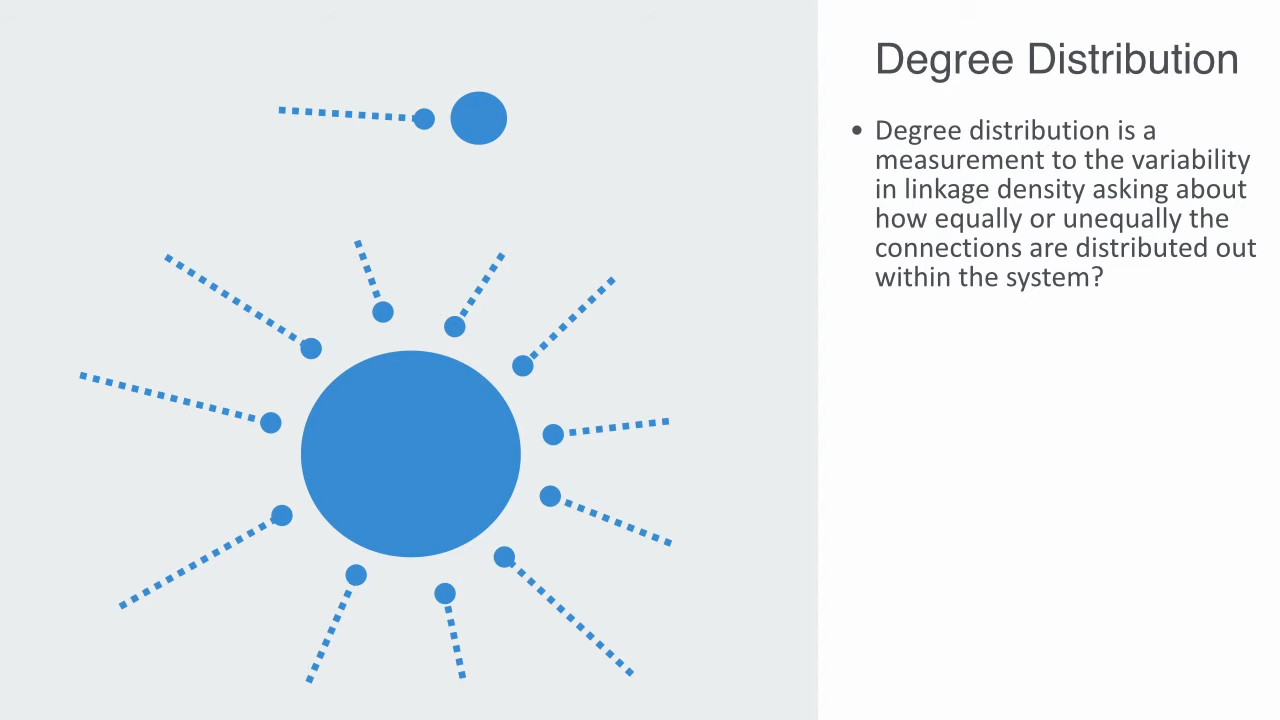 Degree Distribution
• Degree distribution is a
measurement to the variability
in linkage density asking about
how equally or unequally the
connections are distributed out
within the system?